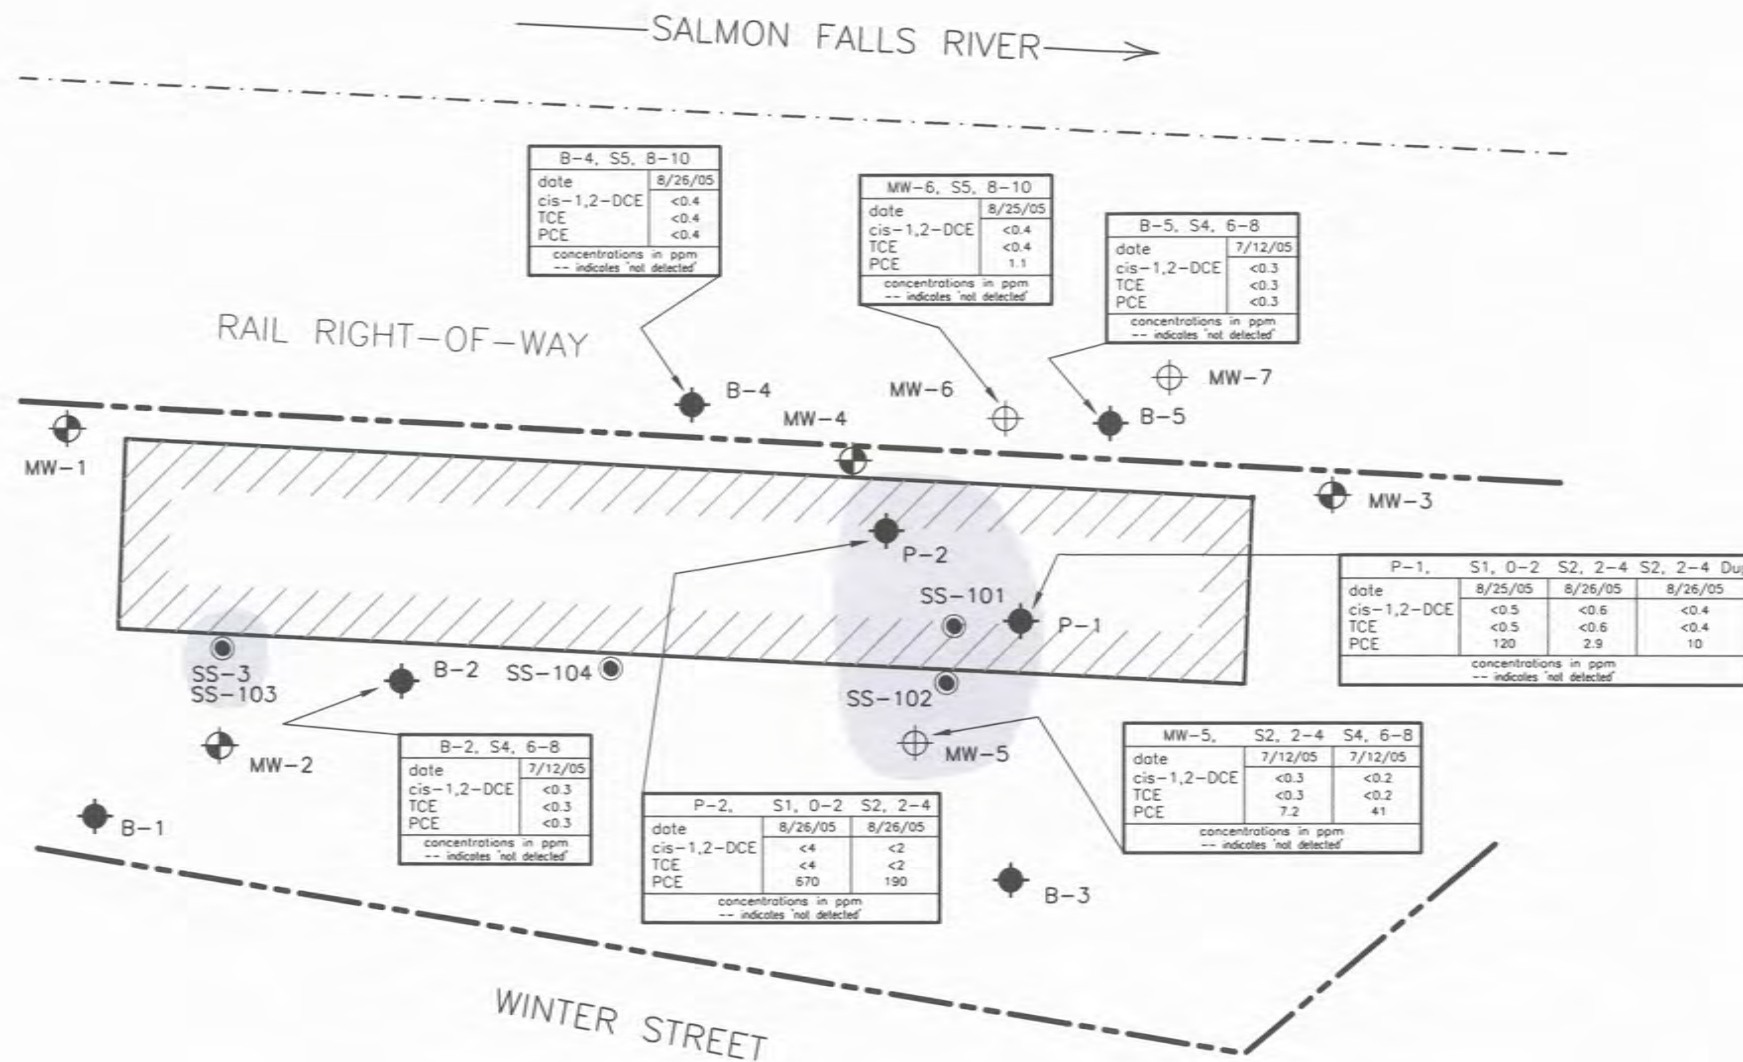 SALMON FALLS RIVER
B-4, S5, 8-10
date 8/26/05
cis-1,2-DCE <0.4
TCE <0.4
PCE <0.4
concentrations in ppm
-- indicates 'not detected'
MW-6, S5, 8-10
date 8/25/05
cis-1,2-DCE <0.4
TCE <0.4
PCE 1.1
concentrations in ppm
-- indicates 'not detected'
B-5, S4, 6-8
date 7/12/05
cis-1,2-DCE <0.3
TCE <0.3
PCE <0.3
concentrations in ppm
-- indicates 'not detected'
RAIL RIGHT-OF-WAY
B-4
MW-4
MW-6
MW-7
B-5
MW-1
MW-3
P-2
SS-101
P-1
P-1, S1, 0-2 S2, 2-4 S2, 2-4 Dup
date 8/25/05 8/26/05 8/26/05
cis-1,2-DCE <0.5 <0.6 <0.4
TCE <0.5 <0.6 <0.4
PCE 120 2.9 10
concentrations in ppm
-- indicates 'not detected'
SS-3
SS-103
B-2
SS-104
SS-102
MW-2
MW-5
B-1
B-2, S4, 6-8
date 7/12/05
cis-1,2-DCE <0.3
TCE <0.3
PCE <0.3
concentrations in ppm
-- indicates 'not detected'
P-2, S1, 0-2 S2, 2-4
date 8/26/05 8/26/05
cis-1,2-DCE <4 <2
TCE <4 <2
PCE 670 190
concentrations in ppm
-- indicates 'not detected'
MW-5, S2, 2-4 S4, 6-8
date 7/12/05 7/12/05
cis-1,2-DCE <0.3 <0.2
TCE <0.3 <0.2
PCE 7.2 41
concentrations in ppm
-- indicates 'not detected'
B-3
WINTER STREET